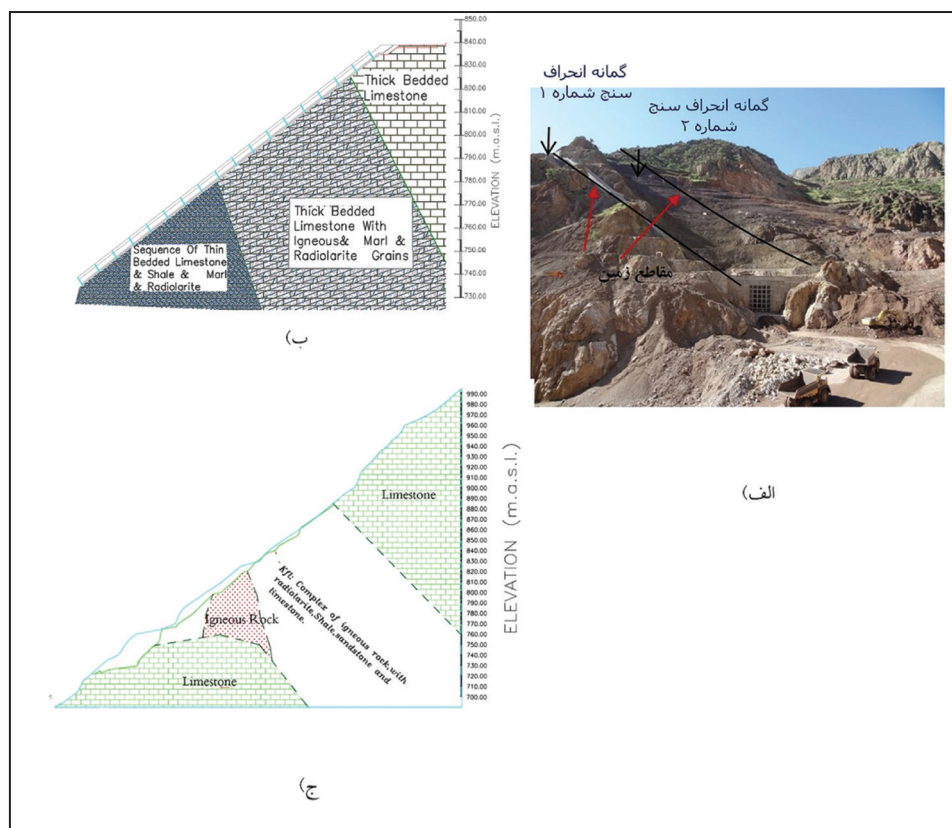 850.00
840.00
830.00
820.00
810.00
800.00
790.00
780.00
770.00
760.00
750.00
740.00
730.00
ELEVATION (m.a.s.l.)
Thick Bedded
Limestone
Thick Bedded
Limestone With
Igneous& Marl &
Radiolarite Grains
Sequence Of Thin
Bedded Limestone
& Shale & Marl
& Radiolarite
ب)
گمانه انحراف
سنج شماره ۱
گمانه انحراف سنج
شماره ۲
مقاطع زمین
الف)
990.00
980.00
970.00
960.00
950.00
940.00
930.00
920.00
910.00
900.00
890.00
880.00
870.00
860.00
850.00
840.00
830.00
820.00
810.00
800.00
790.00
780.00
770.00
760.00
750.00
740.00
730.00
720.00
710.00
700.00
ELEVATION (m.a.s.l.)
Limestone
Kfl: Complex of igneous rock,with
radiolarite,Shale,sandstone and
limestone.
Igneous Rock
Limestone
ج)